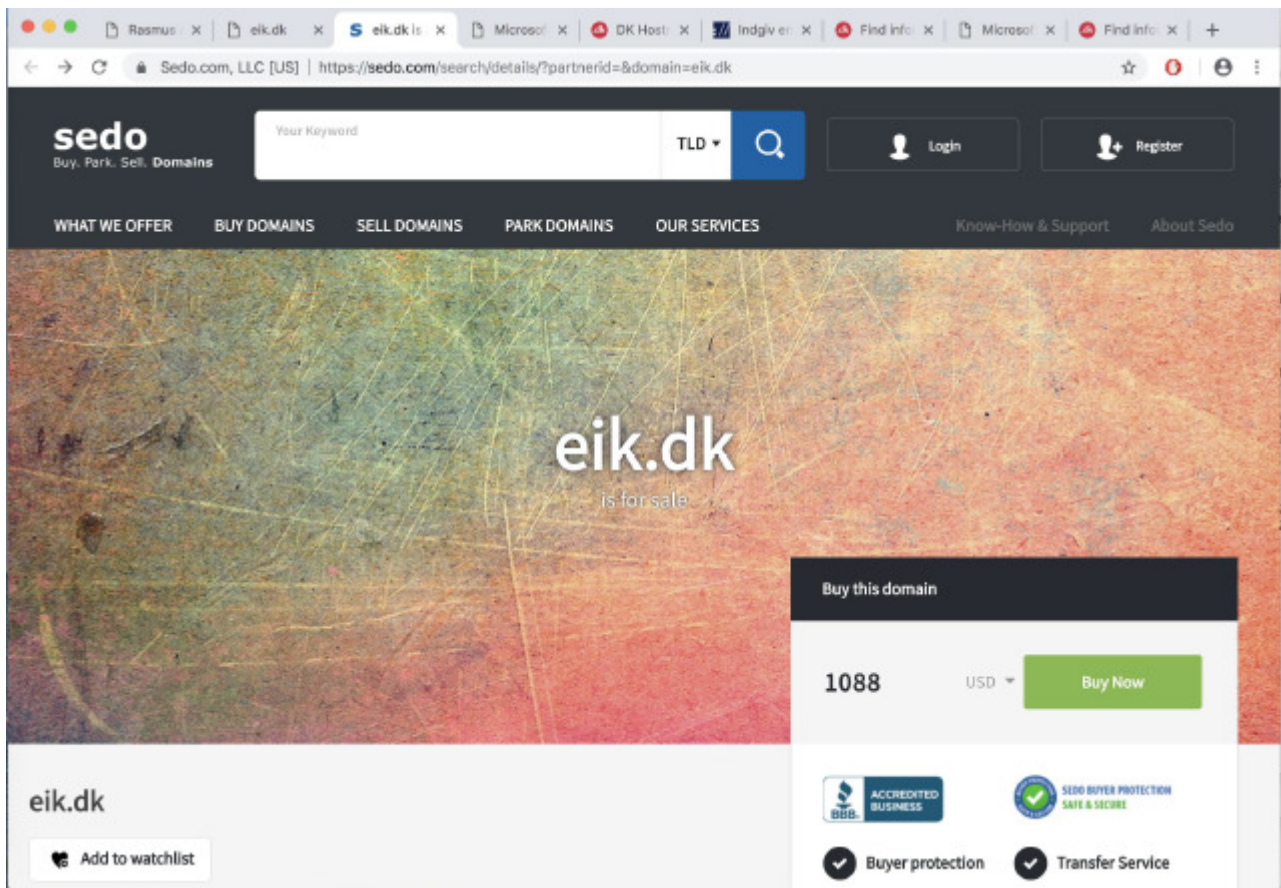 Rasmus
eik.dk
eik.dk is
Microsof
DK Host
Indgiv en
Find info
Microsof
Find info
Sedo.com, LLC [US] | https://sedo.com/search/details/?partnerid=&domain=eik.dk
sedo
Buy. Park. Sell. Domains
Your Keyword
TLD
Login
Register
WHAT WE OFFER BUY DOMAINS SELL DOMAINS PARK DOMAINS OUR SERVICES Know-How & Support About Sedo
eik.dk
is for sale
Buy this domain
1088 USD Buy Now
eik.dk
BBB. ACCREDITED BUSINESS
SEDO BUYER PROTECTION
SAFE & SECURE
Add to watchlist
Buyer protection Transfer Service